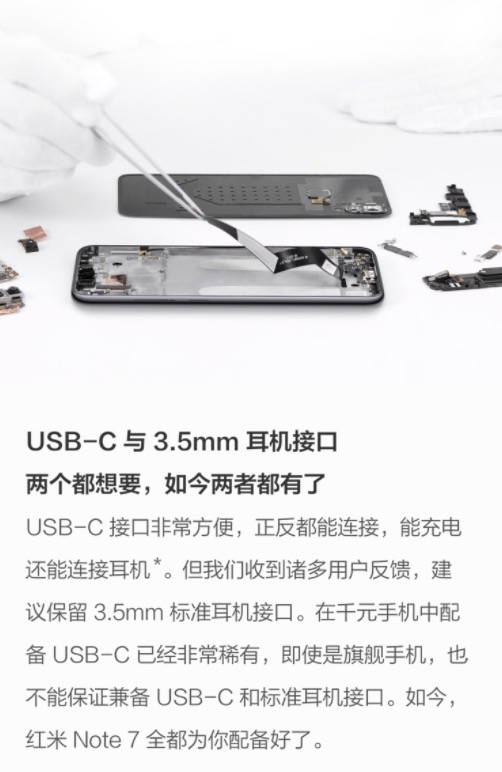 USB-C 与 3.5mm 耳机接口
两个都想要，如今两者都有了
USB-C 接口非常方便，正反都能连接，能充电
还能连接耳机*。但我们收到诸多用户反馈，建
议保留 3.5mm 标准耳机接口。在千元手机中配
备 USB-C 已经非常稀有，即使是旗舰手机，也
不能保证兼备 USB-C 和标准耳机接口。如今，
红米 Note 7 全都为你配备好了。